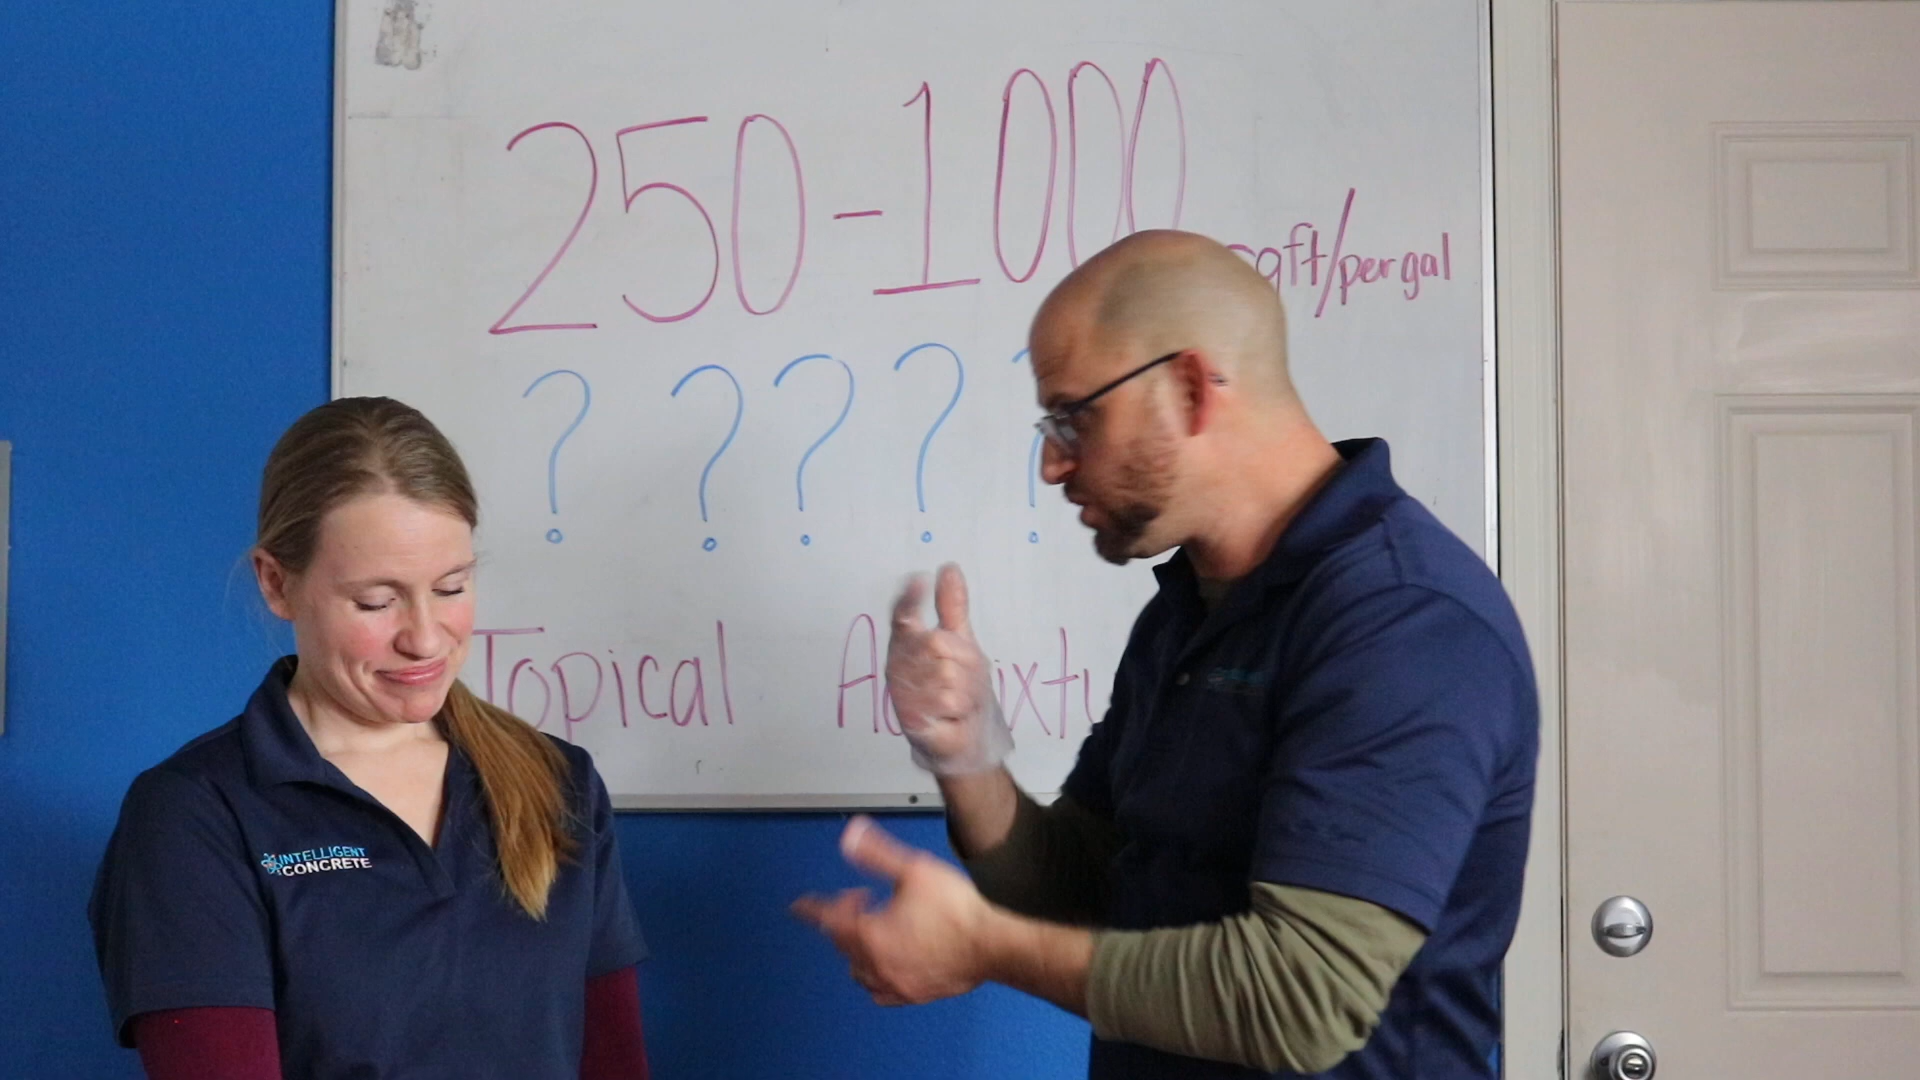 250-1000
sqft/per gal
? ? ? ? ?
Topical
INTELLIGENT
CONCRETE